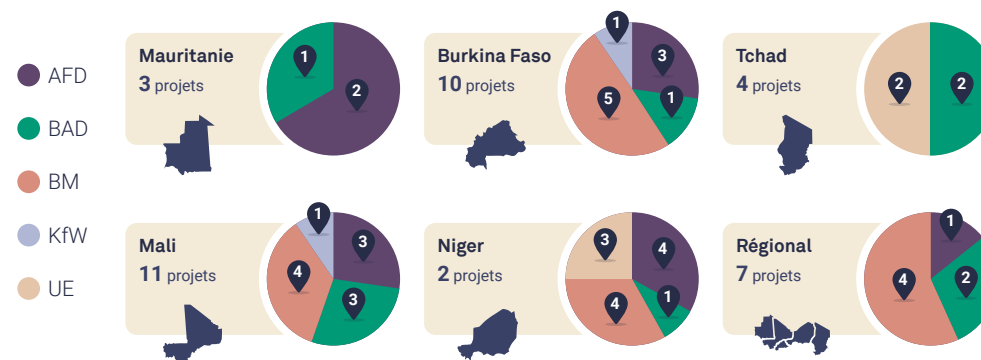 AFD
BAD
BM
KfW
UE
Mauritanie
3 projets
1
2
Burkina Faso
10 projets
1
3
1
5
Tchad
4 projets
2
2
Mali
11 projets
1
3
4
3
Niger
2 projets
3
4
1
4
Régional
7 projets
1
2
4